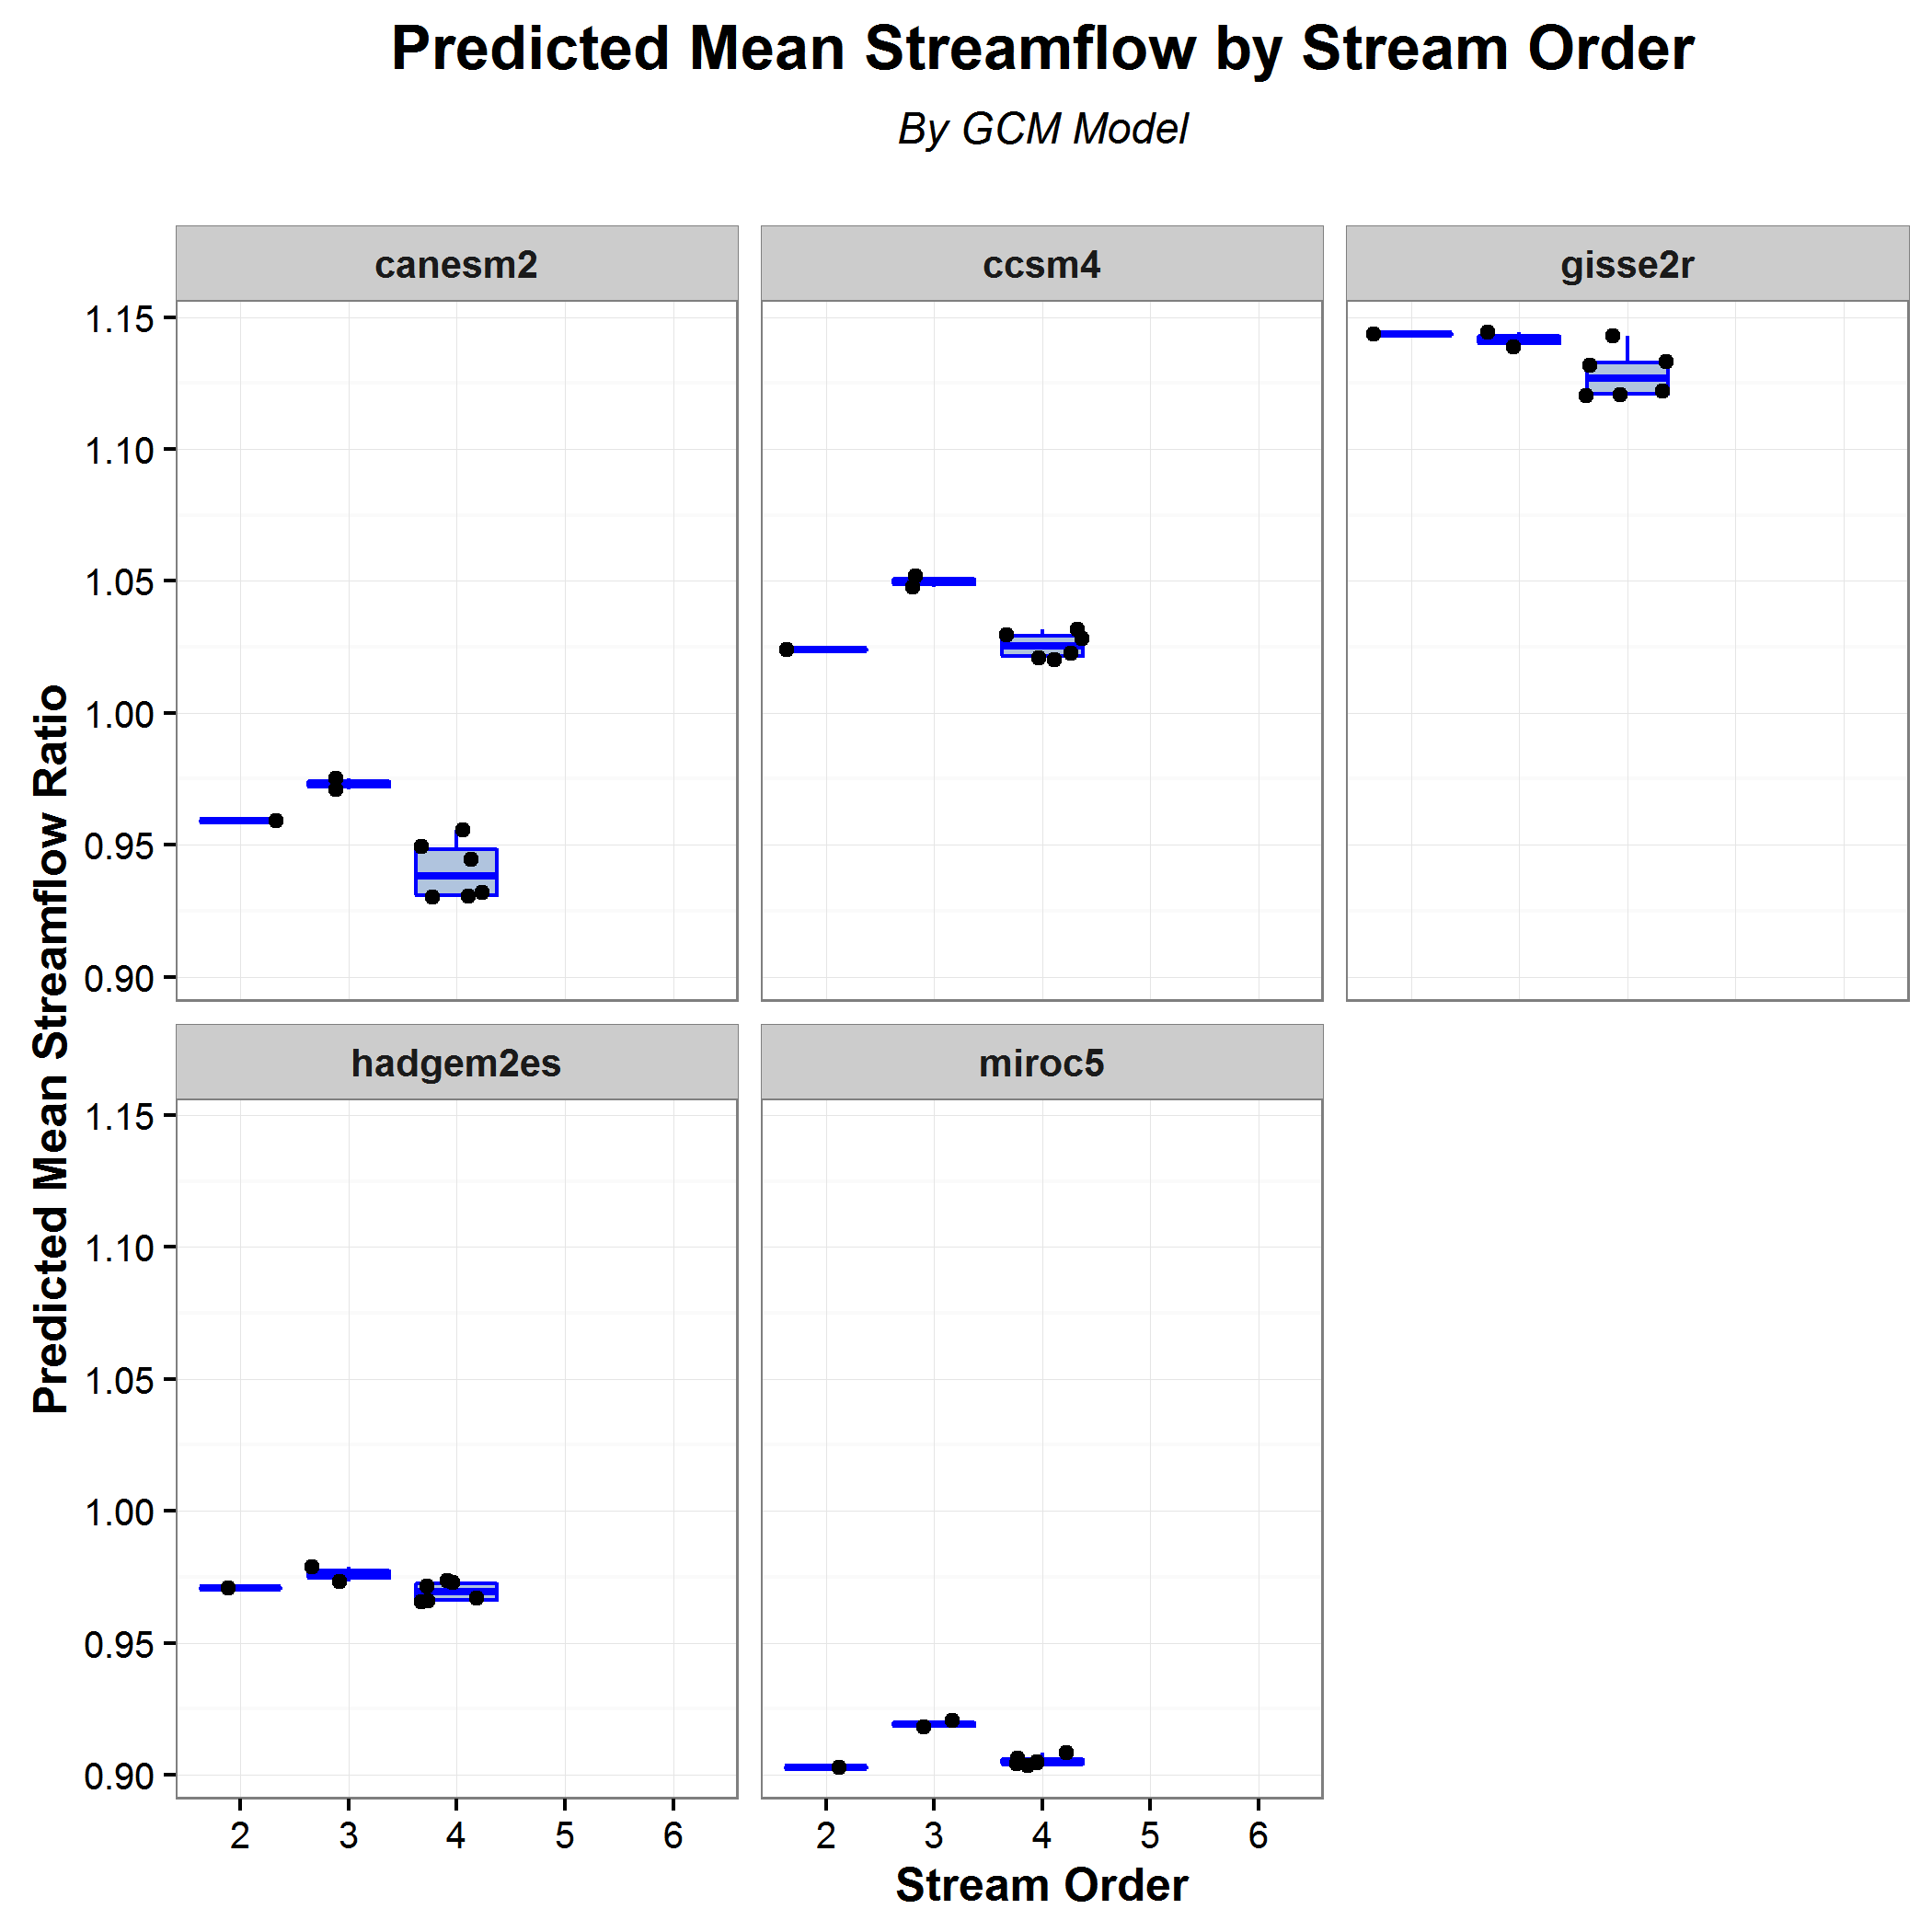 Predicted Mean Streamflow by Stream Order
By GCM Model
canesm2
ccsm4
gisse2r
1.15
1.10
1.05
1.00
0.95
0.90
hadgem2es
miroc5
1.15
1.10
1.05
1.00
0.95
0.90
2 3 4 5 6
2 3 4 5 6
Stream Order
Predicted Mean Streamflow Ratio